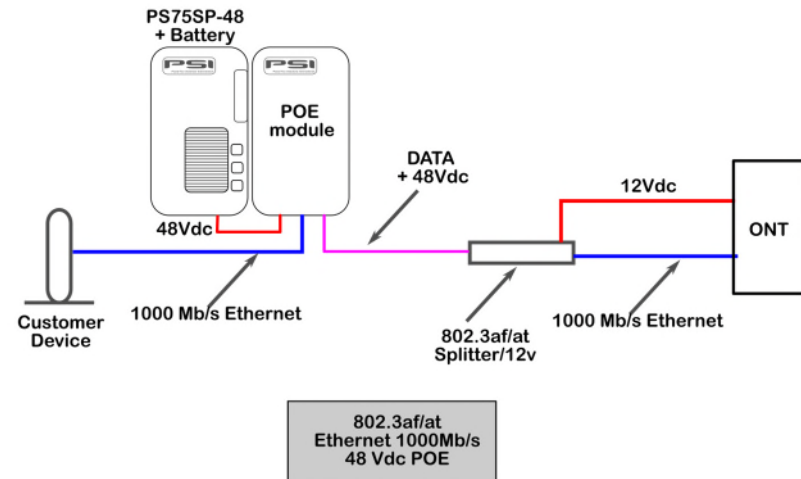 PS75SP-48
+ Battery
PSI
PSI
POE
module
DATA
+ 48Vdc
12Vdc
ONT
48Vdc
1000 Mb/s Ethernet
Customer
Device
802.3af/at
Splitter/12v
1000 Mb/s Ethernet
802.3af/at
Ethernet 1000Mb/s
48 Vdc POE